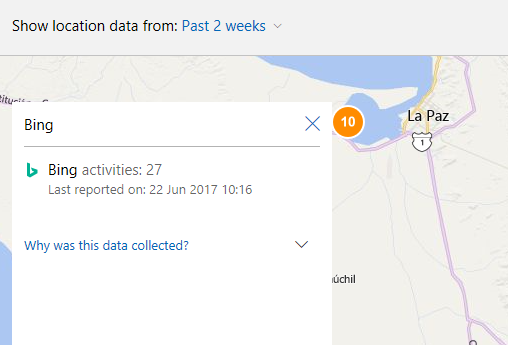 Show location data from: Past 2 weeks
Bing
10
La Paz
1
Bing activities: 27
Last reported on: 22 Jun 2017 10:16
Why was this data collected?